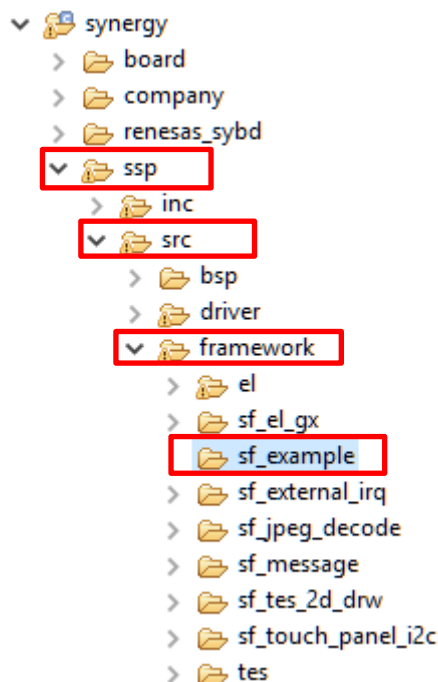 synergy
board
company
renesas_sybd
ssp
inc
src
bsp
driver
framework
el
sf_el_gx
sf_example
sf_external_irq
sf_jpeg_decode
sf_message
sf_tes_2d_drw
sf_touch_panel_i2c
tes